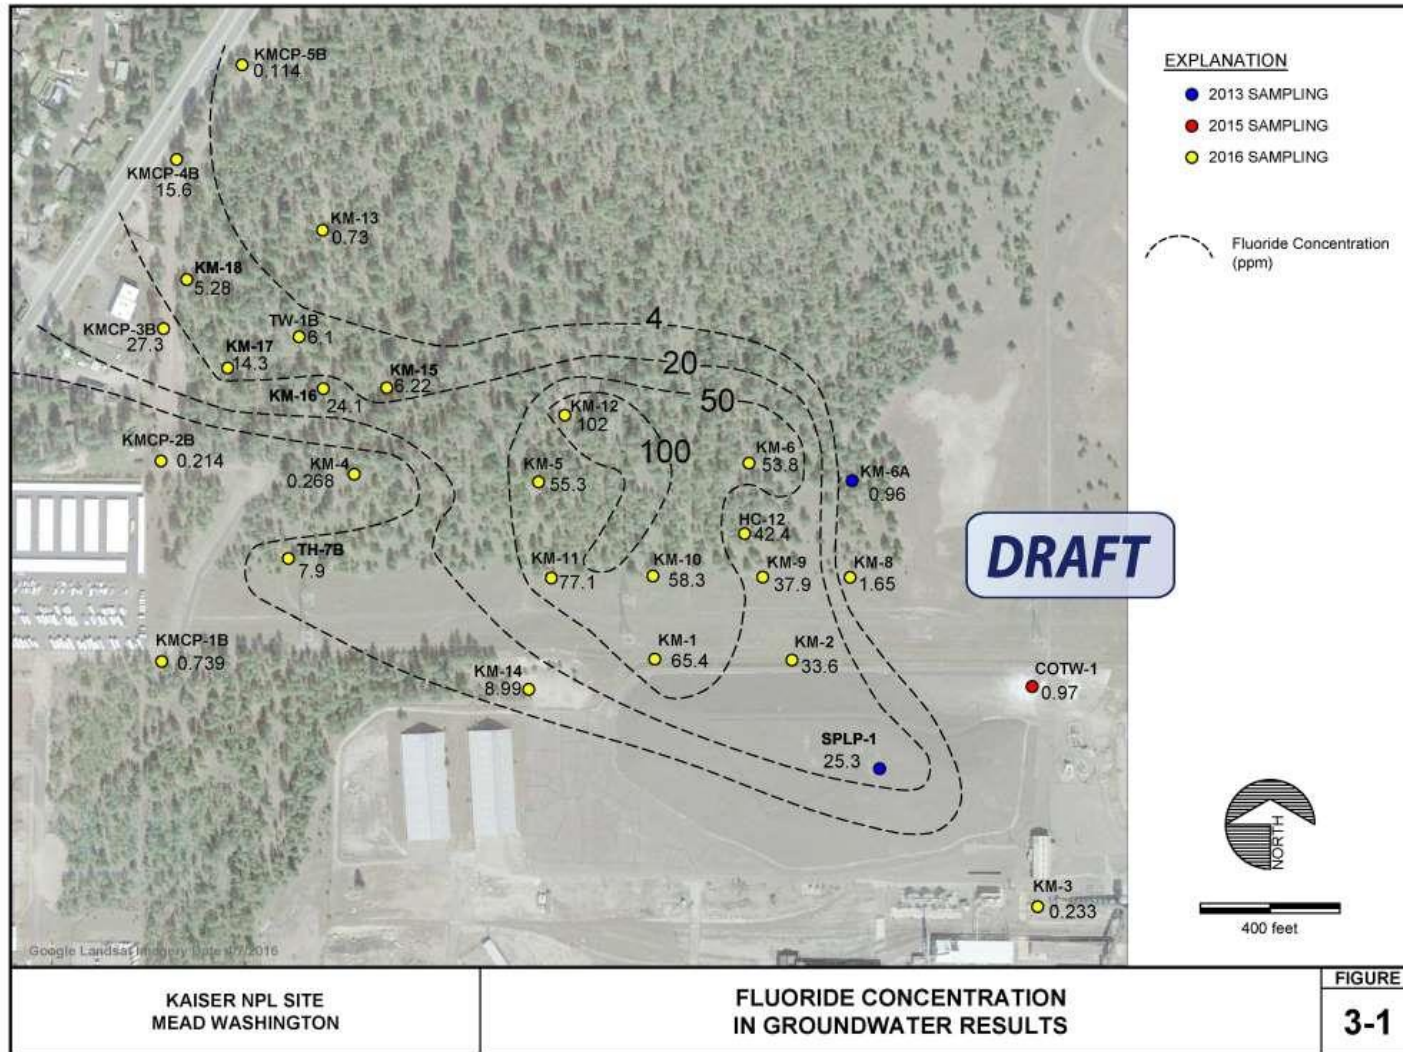 KMCP-5B
0.114
KMCP-4B
15.6
KM-13
0.73
KM-18
5.28
KMCP-3B
27.3
TW-1B
6.1
KM-17
14.3
KM-15
6.22
KM-16
24.1
4
20
50
100
KM-12
102
KMCP-2B
0.214
KM-4
0.268
KM-5
55.3
KM-6
53.8
KM-6A
0.96
HC-12
42.4
TH-7B
7.9
KM-11
77.1
KM-10
58.3
KM-9
37.9
KM-8
1.65
KMCP-1B
0.739
KM-1
65.4
KM-2
33.6
KM-14
8.99
COTW-1
0.97
SPLP-1
25.3
KM-3
0.233
Google Landsat Imagery Date 07/2016
EXPLANATION
2013 SAMPLING
2015 SAMPLING
2016 SAMPLING
Fluoride Concentration
(ppm)
DRAFT
NORTH
400 feet
KAISER NPL SITE
MEAD WASHINGTON
FLUORIDE CONCENTRATION
IN GROUNDWATER RESULTS
FIGURE
3-1